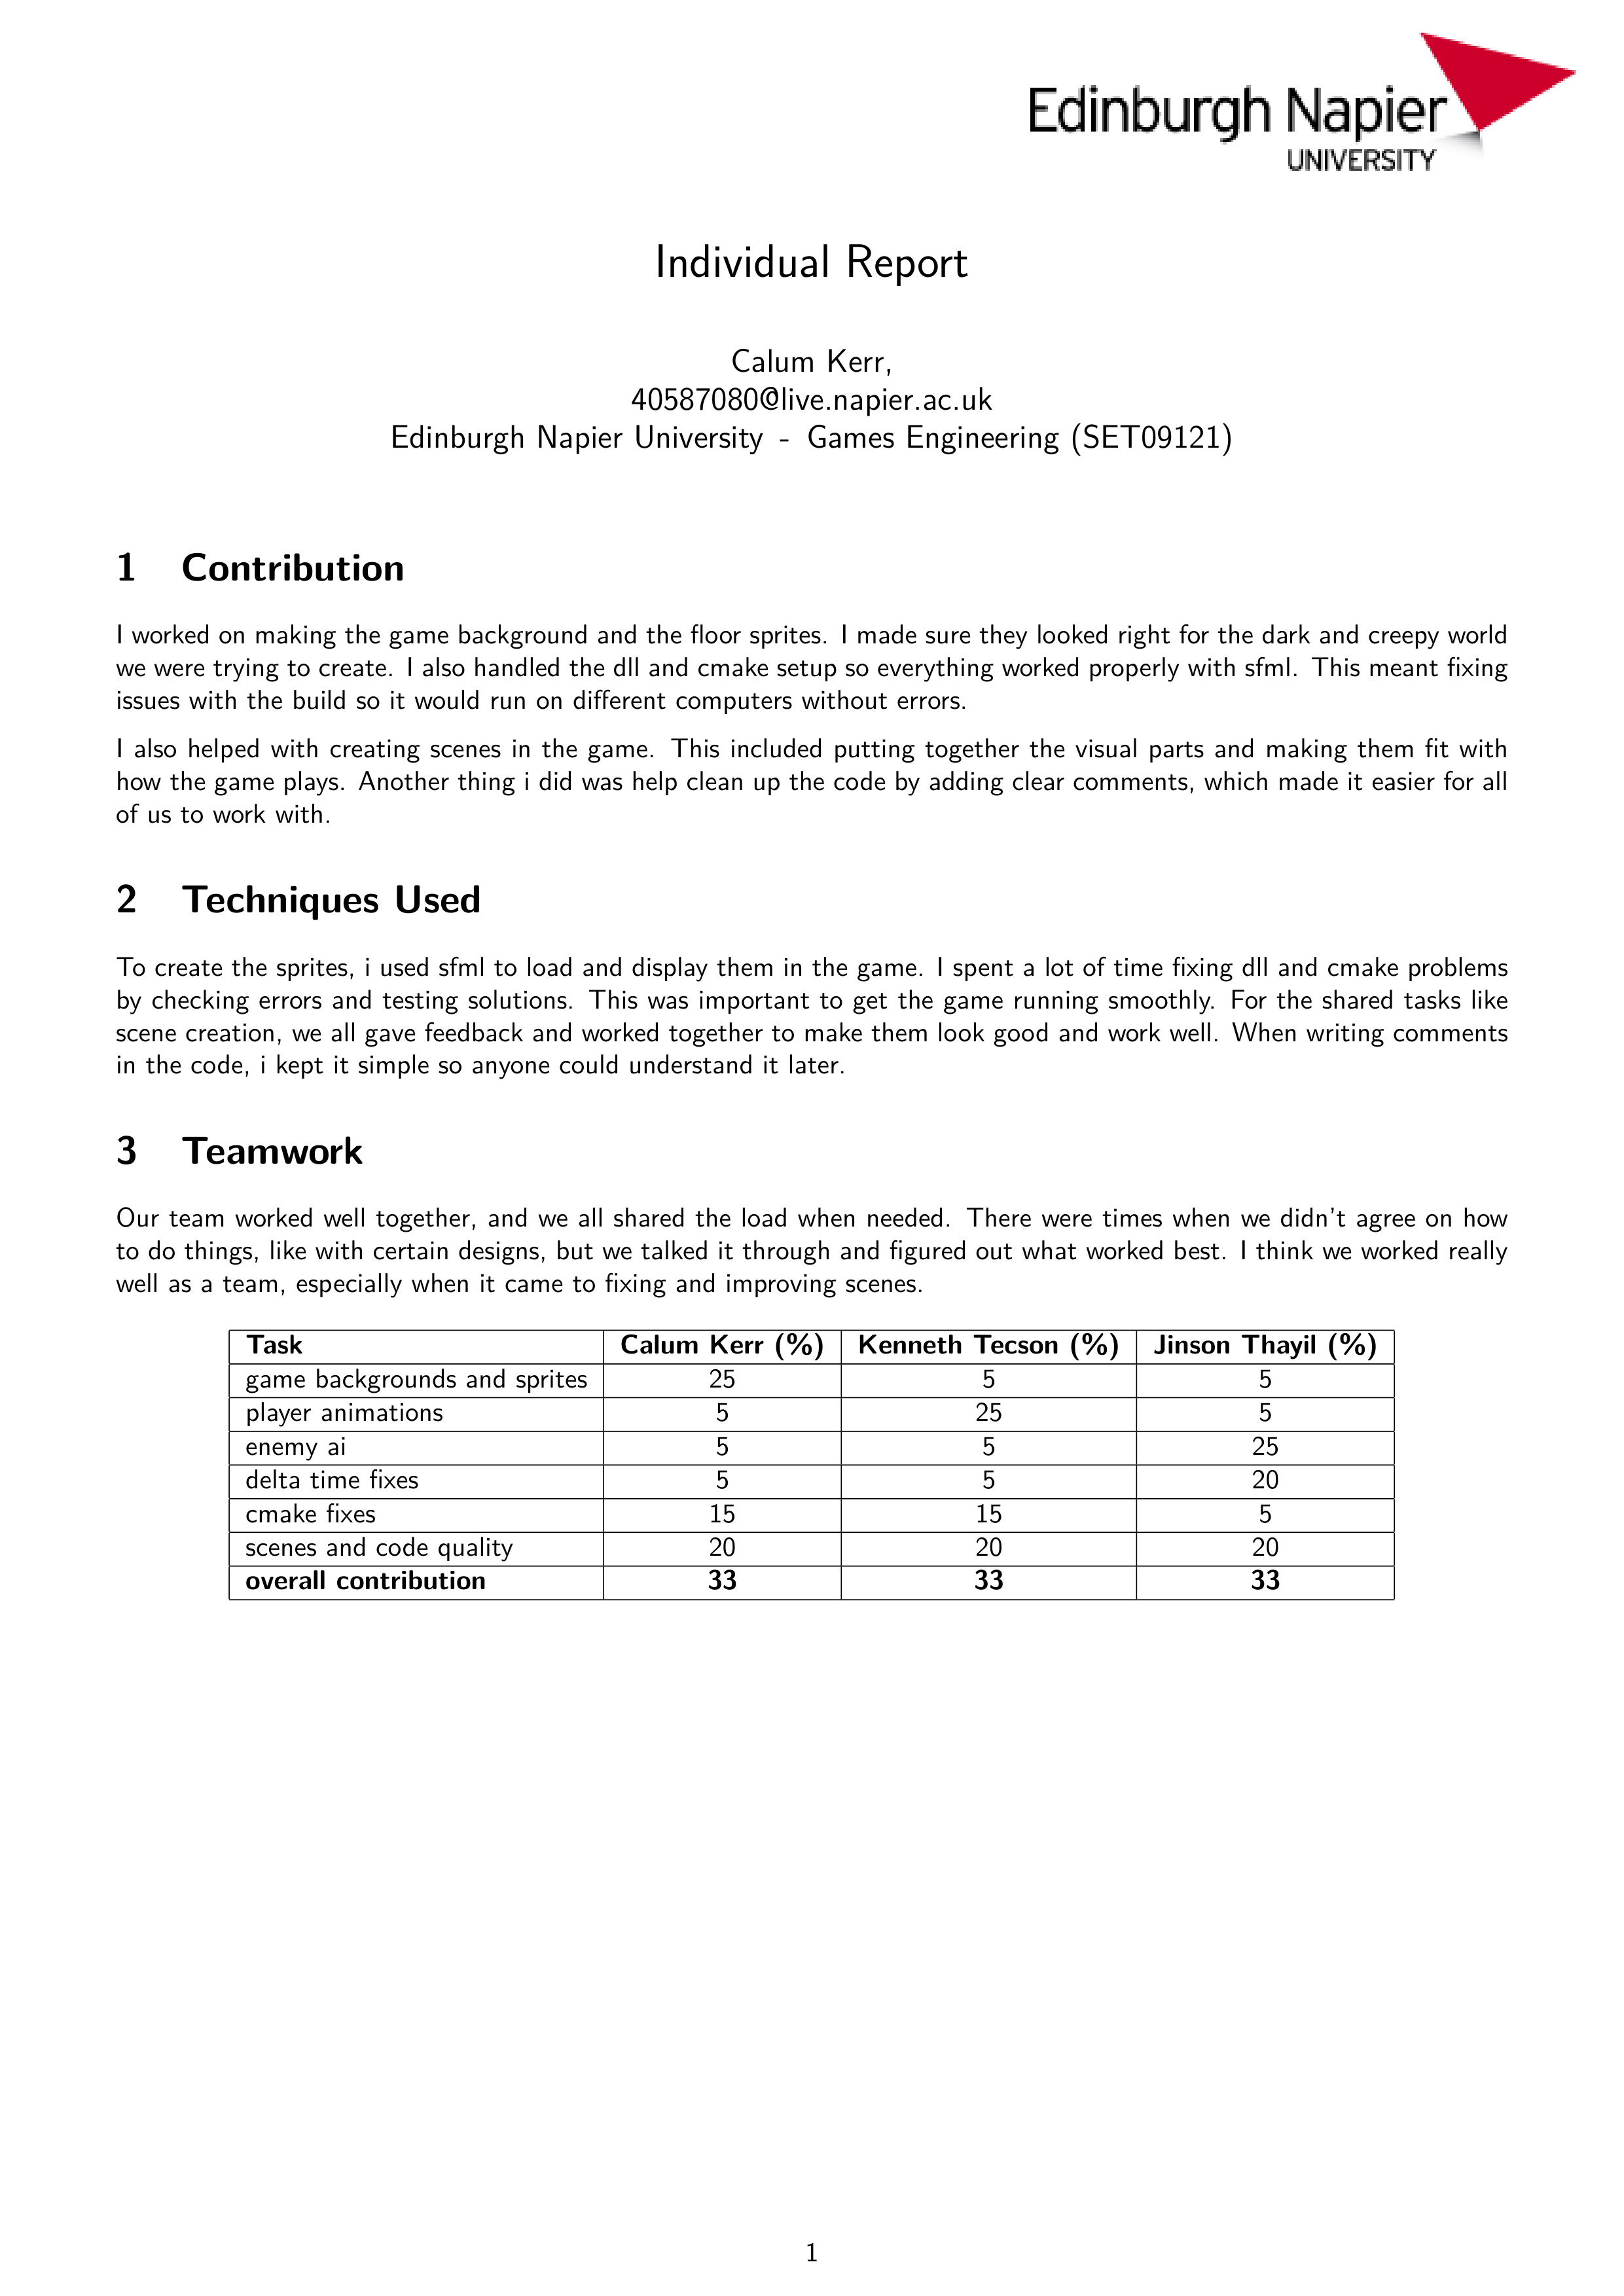 Edinburgh Napier
UNIVERSITY
Individual Report
Calum Kerr,
40587080@live.napier.ac.uk
Edinburgh Napier University - Games Engineering (SET09121)
1 Contribution
I worked on making the game background and the floor sprites. I made sure they looked right for the dark and creepy world
we were trying to create. I also handled the dll and cmake setup so everything worked properly with sfml. This meant fixing
issues with the build so it would run on different computers without errors.
I also helped with creating scenes in the game. This included putting together the visual parts and making them fit with
how the game plays. Another thing i did was help clean up the code by adding clear comments, which made it easier for all
of us to work with.
2 Techniques Used
To create the sprites, i used sfml to load and display them in the game. I spent a lot of time fixing dll and cmake problems
by checking errors and testing solutions. This was important to get the game running smoothly. For the shared tasks like
scene creation, we all gave feedback and worked together to make them look good and work well. When writing comments
in the code, i kept it simple so anyone could understand it later.
3 Teamwork
Our team worked well together, and we all shared the load when needed. There were times when we didn't agree on how
to do things, like with certain designs, but we talked it through and figured out what worked best. I think we worked really
well as a team, especially when it came to fixing and improving scenes.
Task Calum Kerr (%) Kenneth Tecson (%) Jinson Thayil (%)
game backgrounds and sprites 25 5 5
player animations 5 25 5
enemy ai 5 5 25
delta time fixes 5 5 20
cmake fixes 15 15 5
scenes and code quality 20 20 20
overall contribution 33 33 33
1